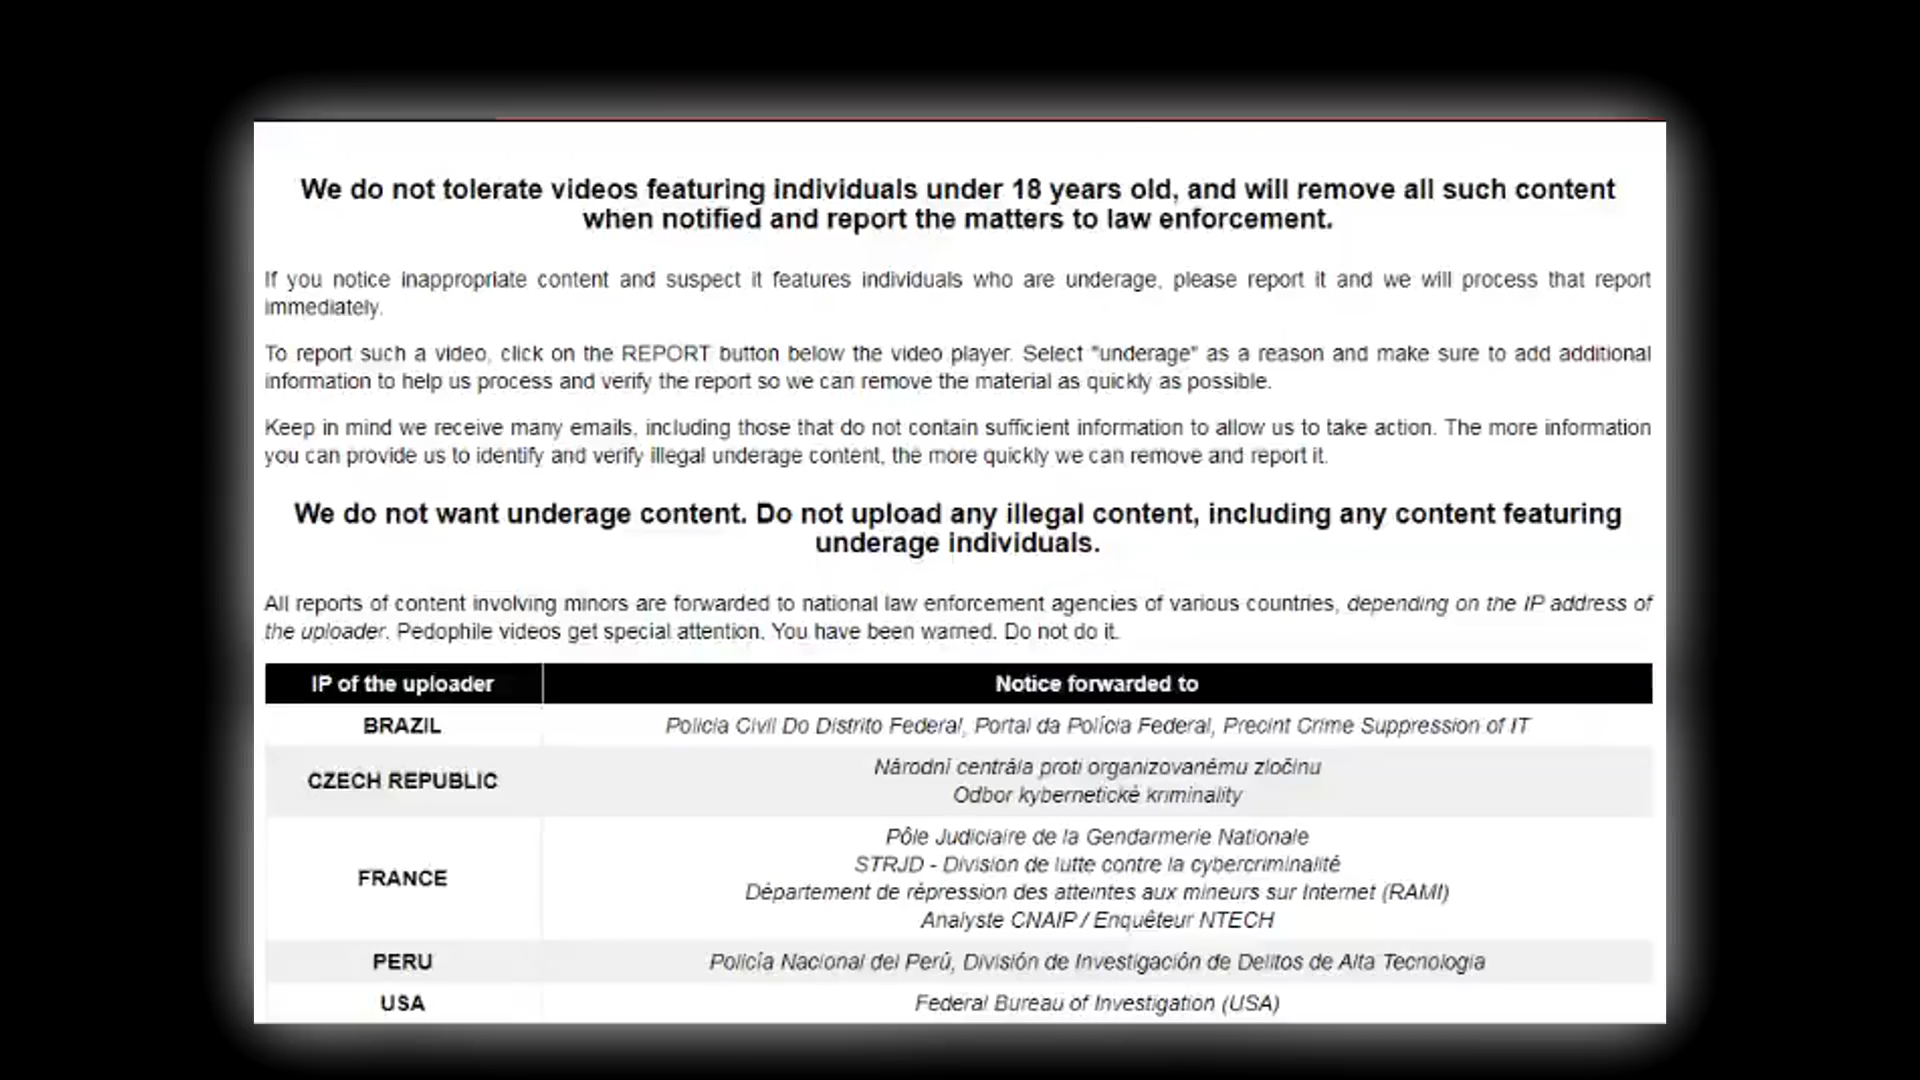 We do not tolerate videos featuring individuals under 18 years old, and will remove all such content
when notified and report the matters to law enforcement.
If you notice inappropriate content and suspect it features individuals who are underage, please report it and we will process that report
immediately.
To report such a video, click on the REPORT button below the video player. Select "underage" as a reason and make sure to add additional
information to help us process and verify the report so we can remove the material as quickly as possible.
Keep in mind we receive many emails, including those that do not contain sufficient information to allow us to take action. The more information
you can provide us to identify and verify illegal underage content, the more quickly we can remove and report it.
We do not want underage content. Do not upload any illegal content, including any content featuring
underage individuals.
All reports of content involving minors are forwarded to national law enforcement agencies of various countries, depending on the IP address of
the uploader. Pedophile videos get special attention. You have been warned. Do not do it.
IP of the uploader Notice forwarded to
BRAZIL Policia Civil Do Distrito Federal, Portal da Polícia Federal, Precint Crime Suppression of IT
CZECH REPUBLIC Národní centrála proti organizovanému zločinu
Odbor kybernetické kriminality
FRANCE Pôle Judiciaire de la Gendarmerie Nationale
STRJD - Division de lutte contre la cybercriminalité
Département de répression des atteintes aux mineurs sur Internet (RAMI)
Analyste CNAIP / Enquêteur NTECH
PERU Policía Nacional del Perú, División de Investigación de Delitos de Alta Tecnologia
USA Federal Bureau of Investigation (USA)